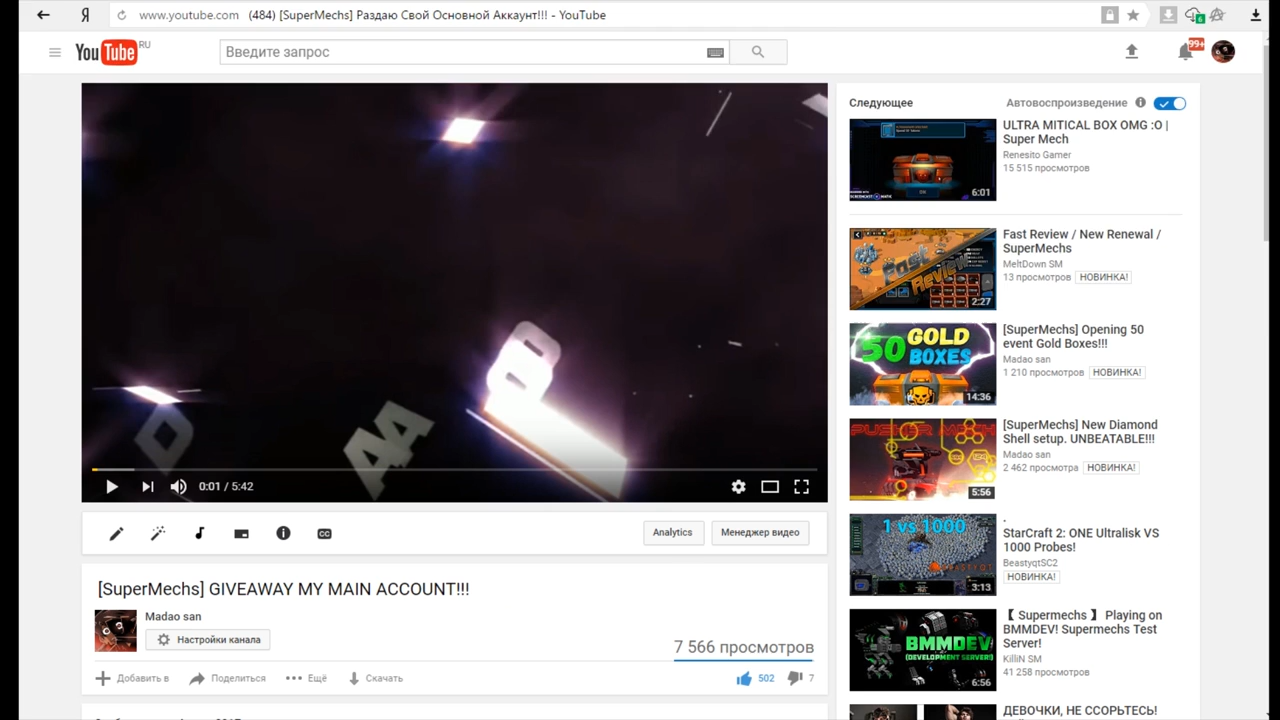 Я
www.youtube.com (484) [SuperMechs] Раздаю Свой Основной Аккаунт!!! - YouTube
6
YouTube RU
Введите запрос
99+
0:01 / 5:42
Analytics
Менеджер видео
[SuperMechs] GIVEAWAY MY MAIN ACCOUNT!!!
Madao san
Настройки канала
7 566 просмотров
Добавить в
Поделиться
Ещё
Скачать
502
7
Следующее
Автовоспроизведение
6:01
ULTRA MITICAL BOX OMG :O |
Super Mech
Renesito Gamer
15 515 просмотров
Fast
Review
2:27
Fast Review / New Renewal /
SuperMechs
MeltDown SM
13 просмотров НОВИНКА!
50 GOLD
BOXES
14:36
[SuperMechs] Opening 50
event Gold Boxes!!!
Madao san
1 210 просмотров НОВИНКА!
5:56
[SuperMechs] New Diamond
Shell setup. UNBEATABLE!!!
Madao san
2 462 просмотра НОВИНКА!
1 vs 1000
BEASTYQT
3:13
StarCraft 2: ONE Ultralisk VS
1000 Probes!
BeastyqtSC2
НОВИНКА!
BMMDEV
(DEVELOPMENT SERVER!)
6:56
【 Supermechs 】 Playing on
BMMDEV! Supermechs Test
Server!
KilliN SM
41 258 просмотров
ДЕВОЧКИ, НЕ ССОРЬТЕСЬ!